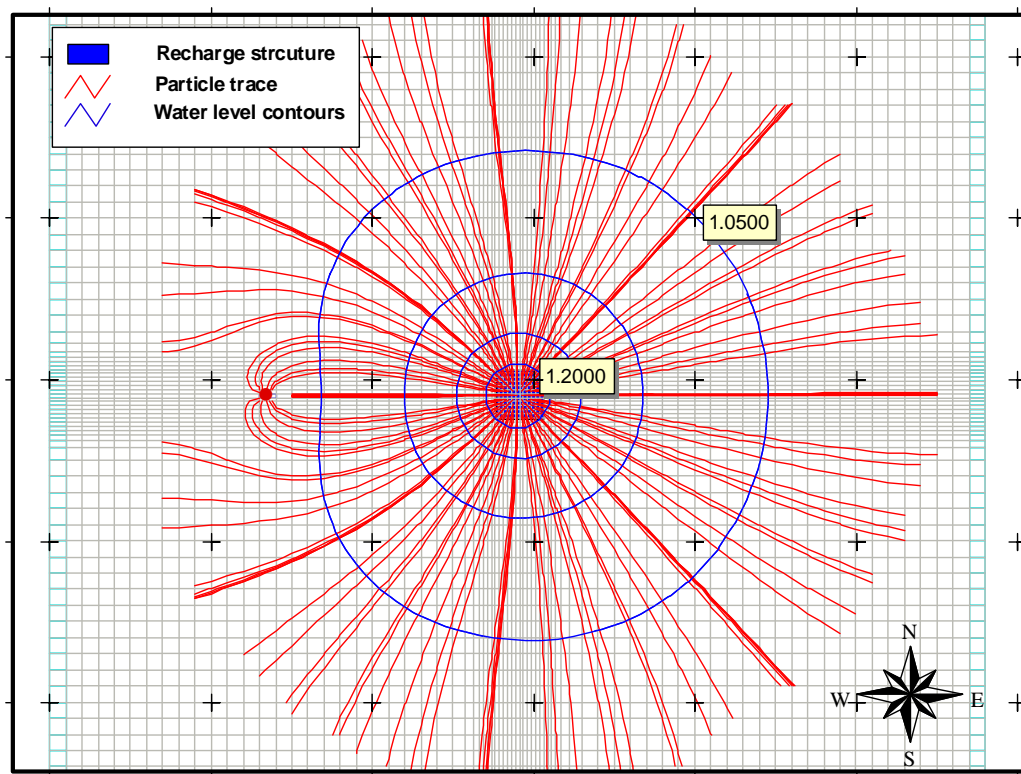 Recharge strcuture
Particle trace
Water level contours
1.0500
1.2000
N
W E
S